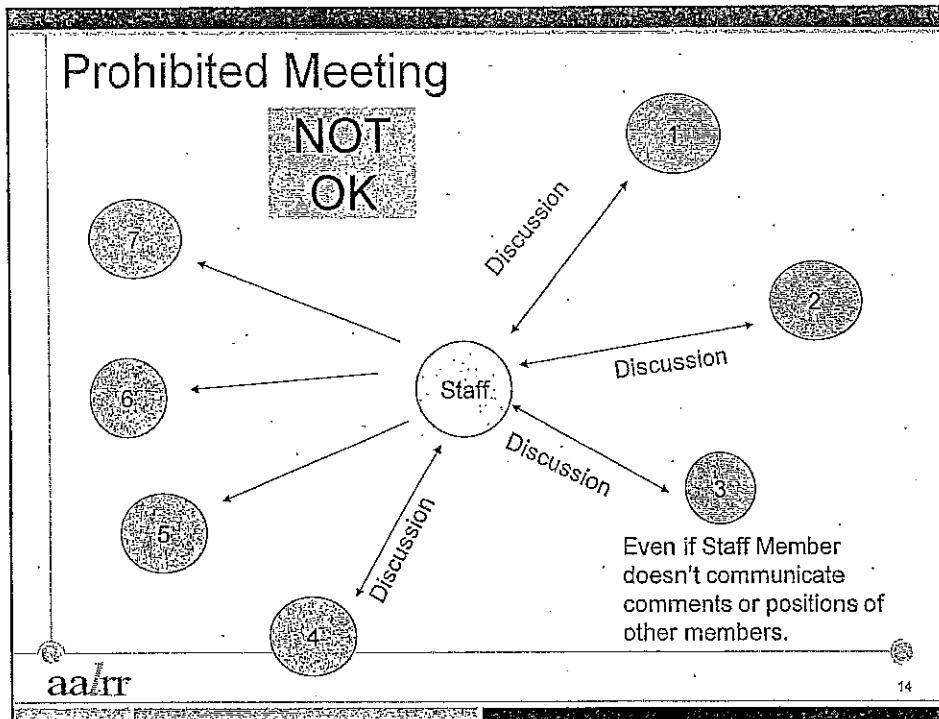 Prohibited Meeting
NOT
OK
1
Discussion
7
2
Discussion
Staff
6
Discussion
3
Discussion
5
Even if Staff Member
doesn't communicate
comments or positions of
other members.
4
aalrr
14